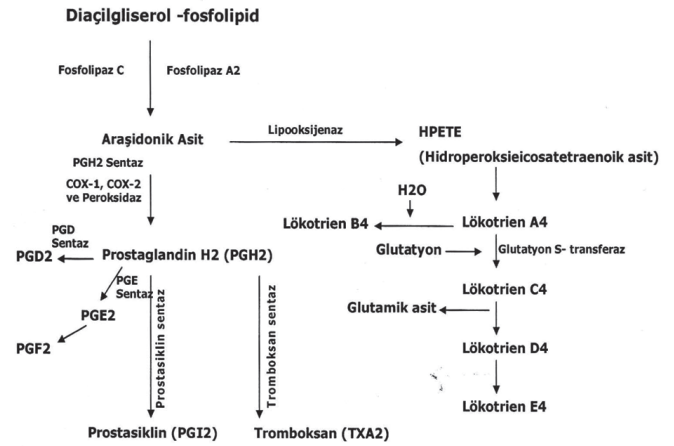 Diaçilgliserol -fosfolipid
Fosfolipaz C
Fosfolipaz A2
Araşidonik Asit
Lipooksijenaz
HPETE
(Hidroperoksieicosatetraenoik asit)
PGH2 Sentaz
COX-1, COX-2
ve Peroksidaz
H2O
Lökotrien B4
Lökotrien A4
PGD
Sentaz
PGD2
Prostaglandin H2 (PGH2)
Glutatyon
Glutatyon S- transferaz
PGE
Sentaz
Prostasiklin sentaz
Tromboksan sentaz
Lökotrien C4
Glutamik asit
PGE2
PGF2
Lökotrien D4
Lökotrien E4
Prostasiklin (PGI2)
Tromboksan (TXA2)